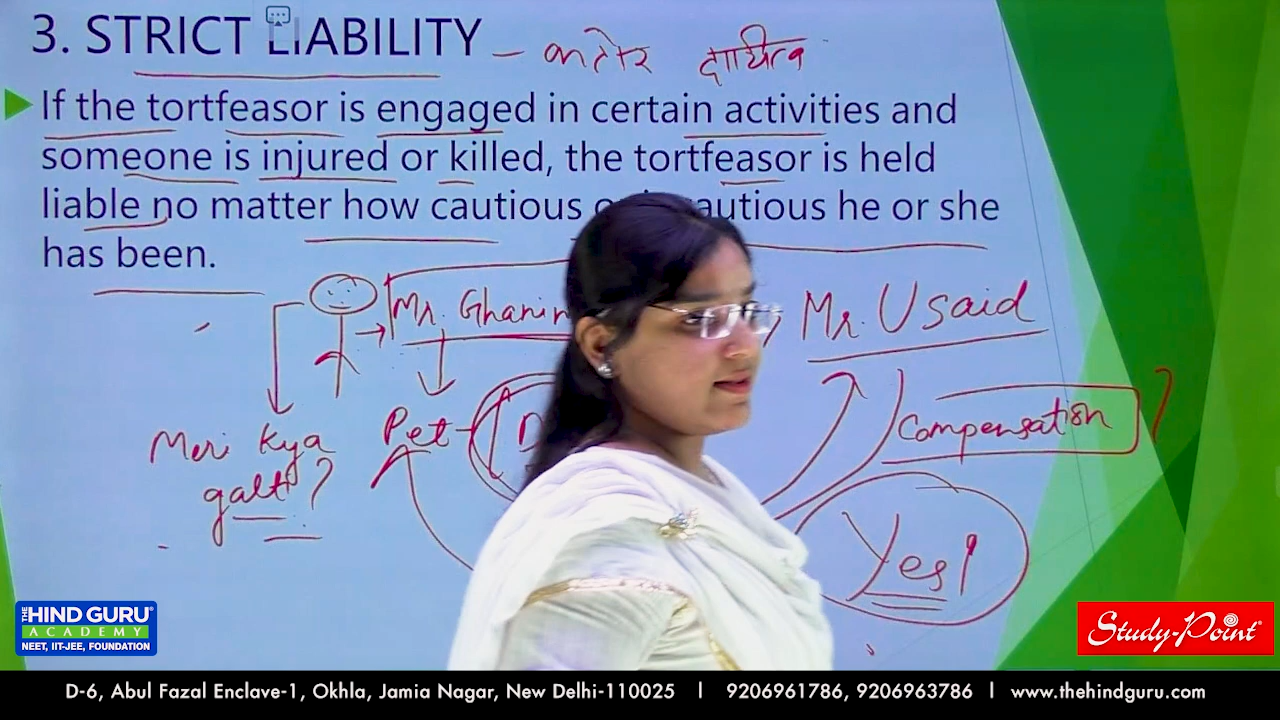 3. STRICT LIABILITY – कठोर दायित्व
If the tortfeasor is engaged in certain activities and
someone is injured or killed, the tortfeasor is held
liable no matter how cautious he or she
has been.
Mr. Ghanim
Mr. Usaid
Pet
Compensation ?
Meri Kya
galti ?
Yes!
THE HIND GURU
ACADEMY
NEET, IIT-JEE, FOUNDATION
Study-Point
D-6, Abul Fazal Enclave-1, Okhla, Jamia Nagar, New Delhi-110025 | 9206961786, 9206963786 | www.thehindguru.com